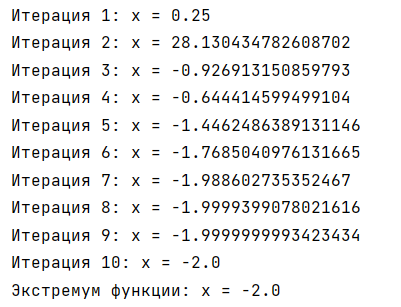 Итерация 1: x = 0.25
Итерация 2: x = 28.130434782608702
Итерация 3: x = -0.926913150859793
Итерация 4: x = -0.644414599499104
Итерация 5: x = -1.4462486389131146
Итерация 6: x = -1.7685040976131665
Итерация 7: x = -1.988602735352467
Итерация 8: x = -1.9999399078021616
Итерация 9: x = -1.9999999993423434
Итерация 10: x = -2.0
Экстремум функции: x = -2.0